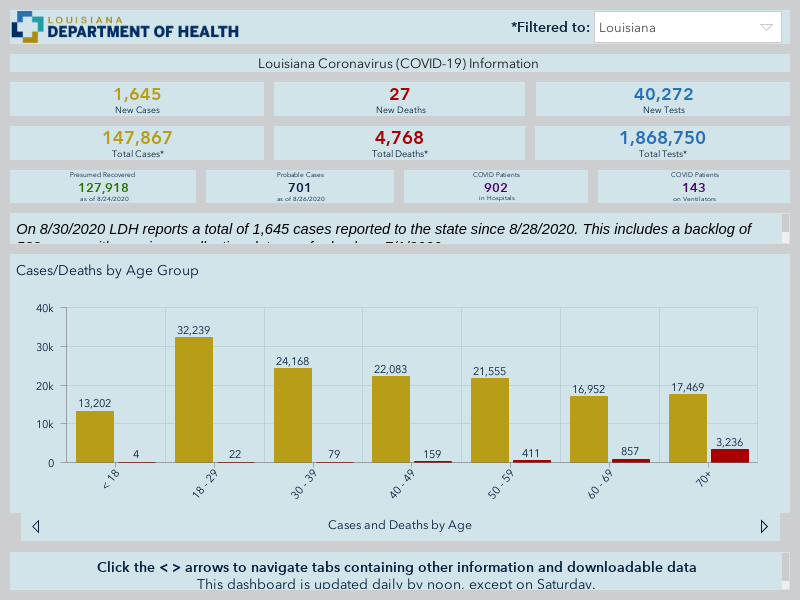 LOUISIANA
DEPARTMENT OF HEALTH
*Filtered to:
Louisiana
Louisiana Coronavirus (COVID-19) Information
1,645
New Cases
27
New Deaths
40,272
New Tests
147,867
Total Cases*
4,768
Total Deaths*
1,868,750
Total Tests*
Presumed Recovered
127,918
as of 8/24/2020
Probable Cases
701
as of 8/26/2020
COVID Patients
902
in Hospitals
COVID Patients
143
on Ventilators
On 8/30/2020 LDH reports a total of 1,645 cases reported to the state since 8/28/2020. This includes a backlog of
Cases/Deaths by Age Group
40k
30k
20k
10k
0
13,202
4
32,239
22
24,168
79
22,083
159
21,555
411
16,952
857
17,469
3,236
< 18
18 - 29
30 - 39
40 - 49
50 - 59
60 - 69
70+
Cases and Deaths by Age
Click the < > arrows to navigate tabs containing other information and downloadable data
This dashboard is updated daily by noon, except on Saturday.